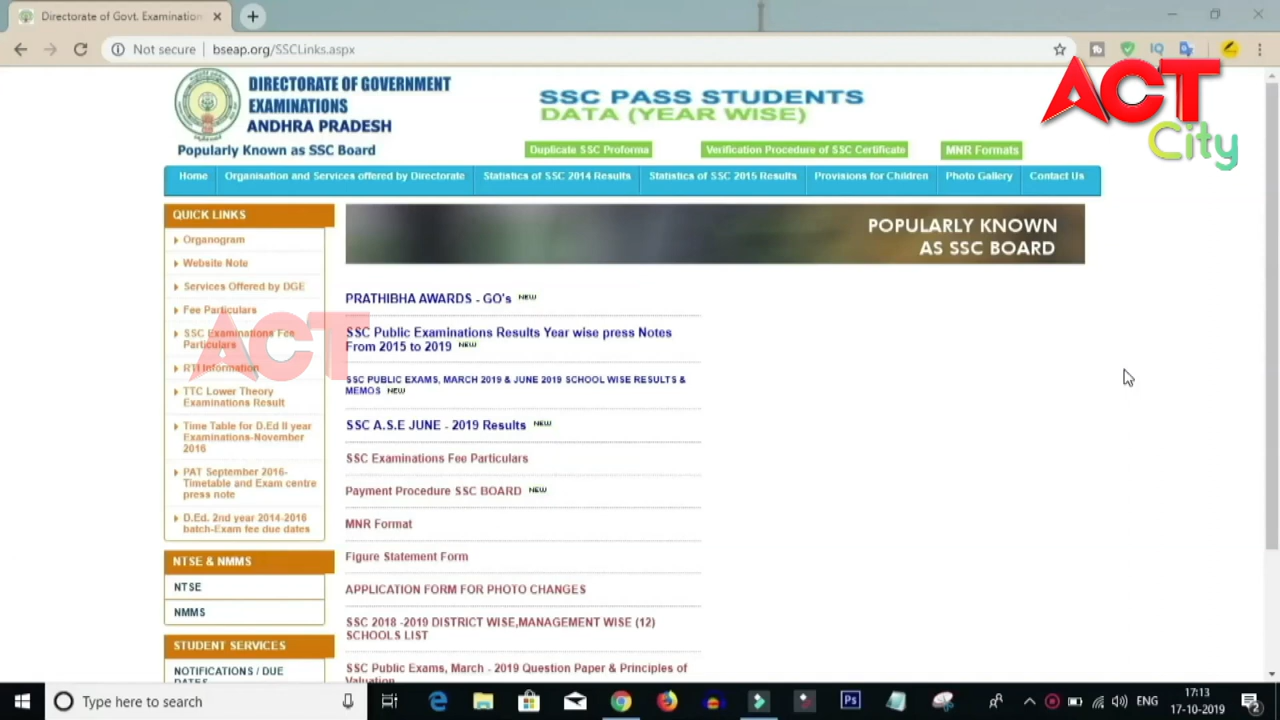 Directorate of Govt. Examination
Not secure
bseap.org/SSCLinks.aspx
ACT
City
DIRECTORATE OF GOVERNMENT
EXAMINATIONS
ANDHRA PRADESH
Popularly Known as SSC Board
SSC PASS STUDENTS
DATA (YEAR WISE)
Duplicate SSC Proforma
Verification Procedure of SSC Certificate
MNR Formats
Home
Organisation and Services offered by Directorate
Statistics of SSC 2014 Results
Statistics of SSC 2015 Results
Provisions for Children
Photo Gallery
Contact Us
QUICK LINKS
Organogram
Website Note
Services Offered by DGE
Fee Particulars
SSC Examinations Fee
Particulars
RTI Information
TTC Lower Theory
Examinations Result
Time Table for D.Ed II year
Examinations-November
2016
PAT September 2016-
Timetable and Exam centre
press note
D.Ed. 2nd year 2014-2016
batch-Exam fee due dates
NTSE & NMMS
NTSE
NMMS
STUDENT SERVICES
NOTIFICATIONS / DUE
DATES
ACT
POPULARLY KNOWN
AS SSC BOARD
PRATHIBHA AWARDS - GO's NEW
SSC Public Examinations Results Year wise press Notes
From 2015 to 2019 NEW
SSC PUBLIC EXAMS, MARCH 2019 & JUNE 2019 SCHOOL WISE RESULTS &
MEMOS NEW
SSC A.S.E JUNE - 2019 Results NEW
SSC Examinations Fee Particulars
Payment Procedure SSC BOARD NEW
MNR Format
Figure Statement Form
APPLICATION FORM FOR PHOTO CHANGES
SSC 2018 -2019 DISTRICT WISE,MANAGEMENT WISE (12)
SCHOOLS LIST
SSC Public Exams, March - 2019 Question Paper & Principles of
Valuation
Type here to search
Ps
ENG
17:13
17-10-2019
2